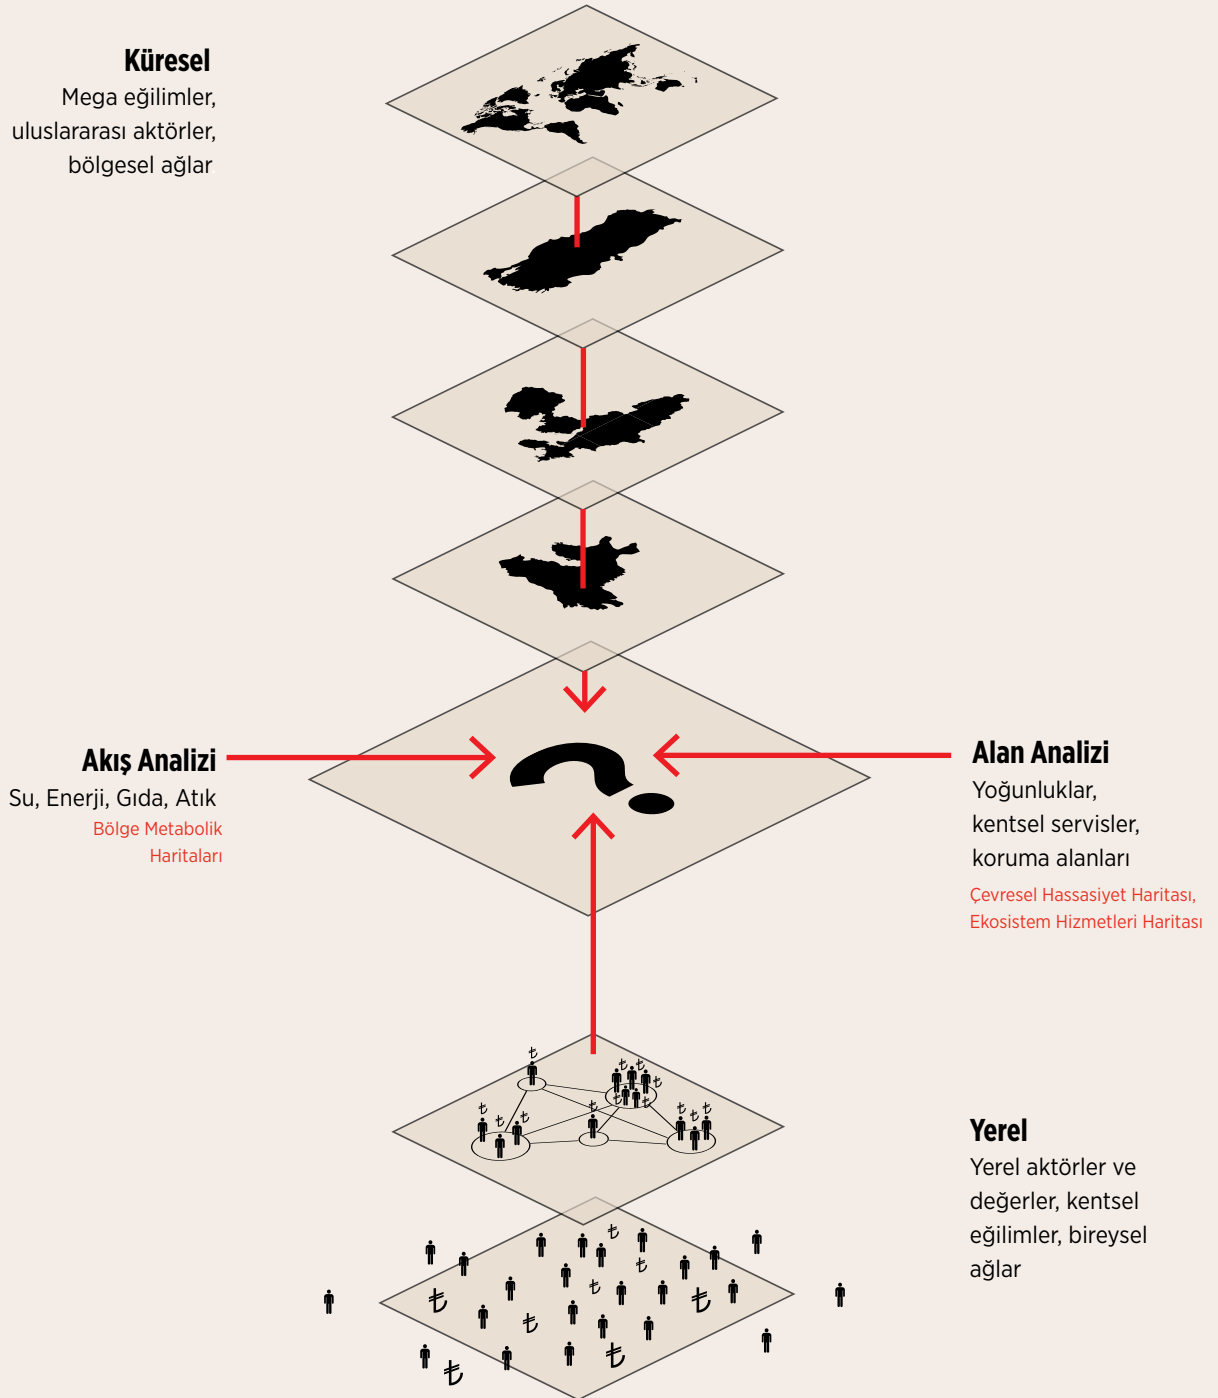 Küresel
Mega eğilimler,
uluslararası aktörler,
bölgesel ağlar
Akış Analizi
Su, Enerji, Gıda, Atık
Bölge Metabolik
Haritaları
Alan Analizi
Yoğunluklar,
kentsel servisler,
koruma alanları
Çevresel Hassasiyet Haritası,
Ekosistem Hizmetleri Haritası
Yerel
Yerel aktörler ve
değerler, kentsel
eğilimler, bireysel
ağlar